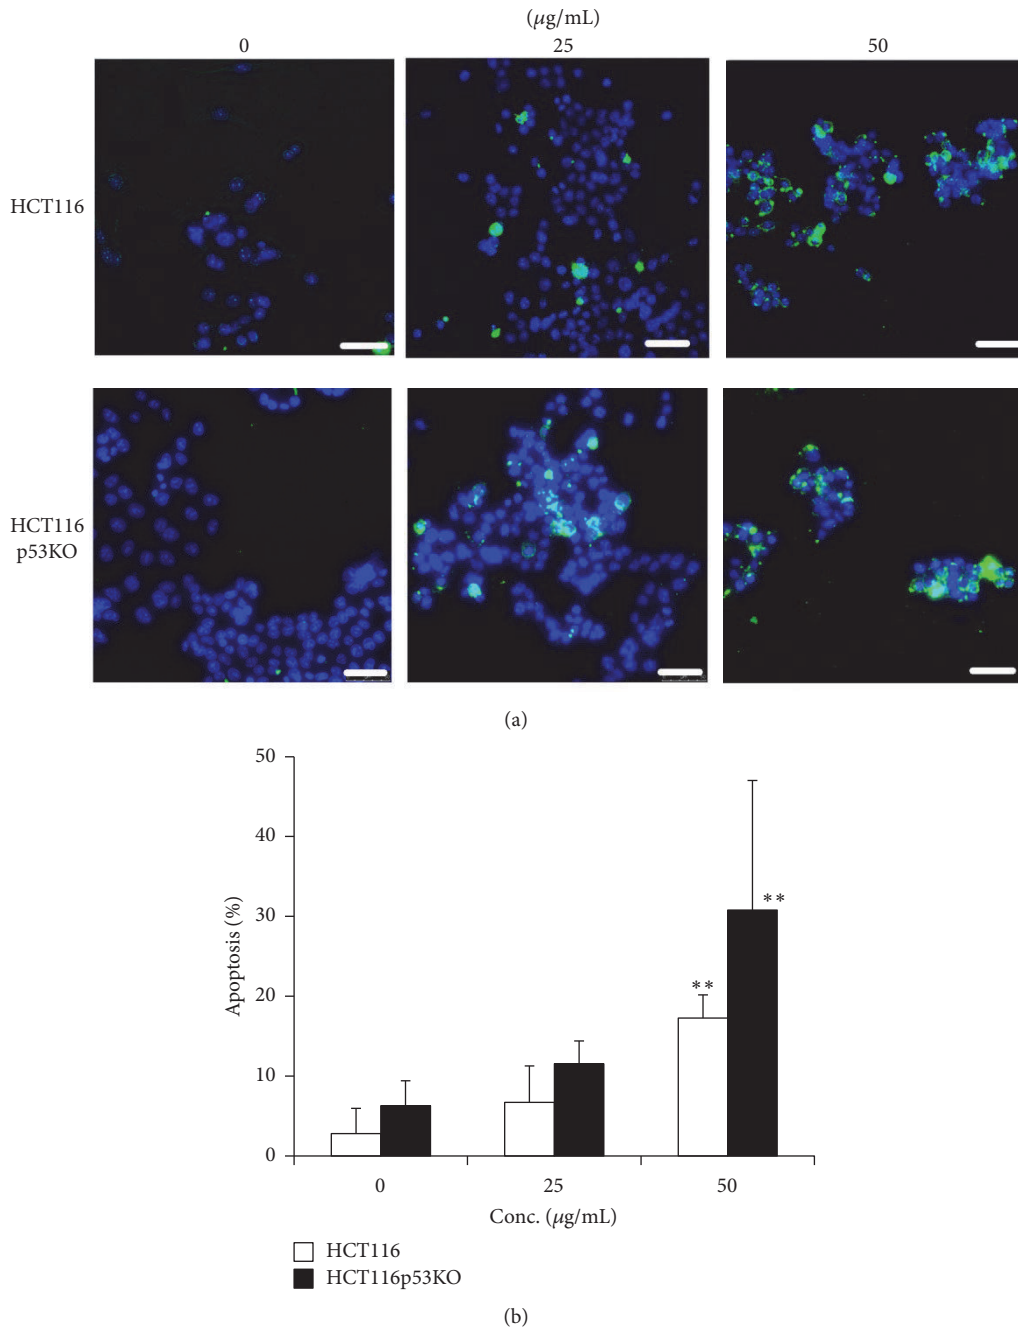 (μg/mL)
0 25 50
HCT116
HCT116
p53KO
(a)
50
40
30
20
10
0
Apoptosis (%)
**
**
0 25 50
Conc. (μg/mL)
HCT116
HCT116p53KO
(b)